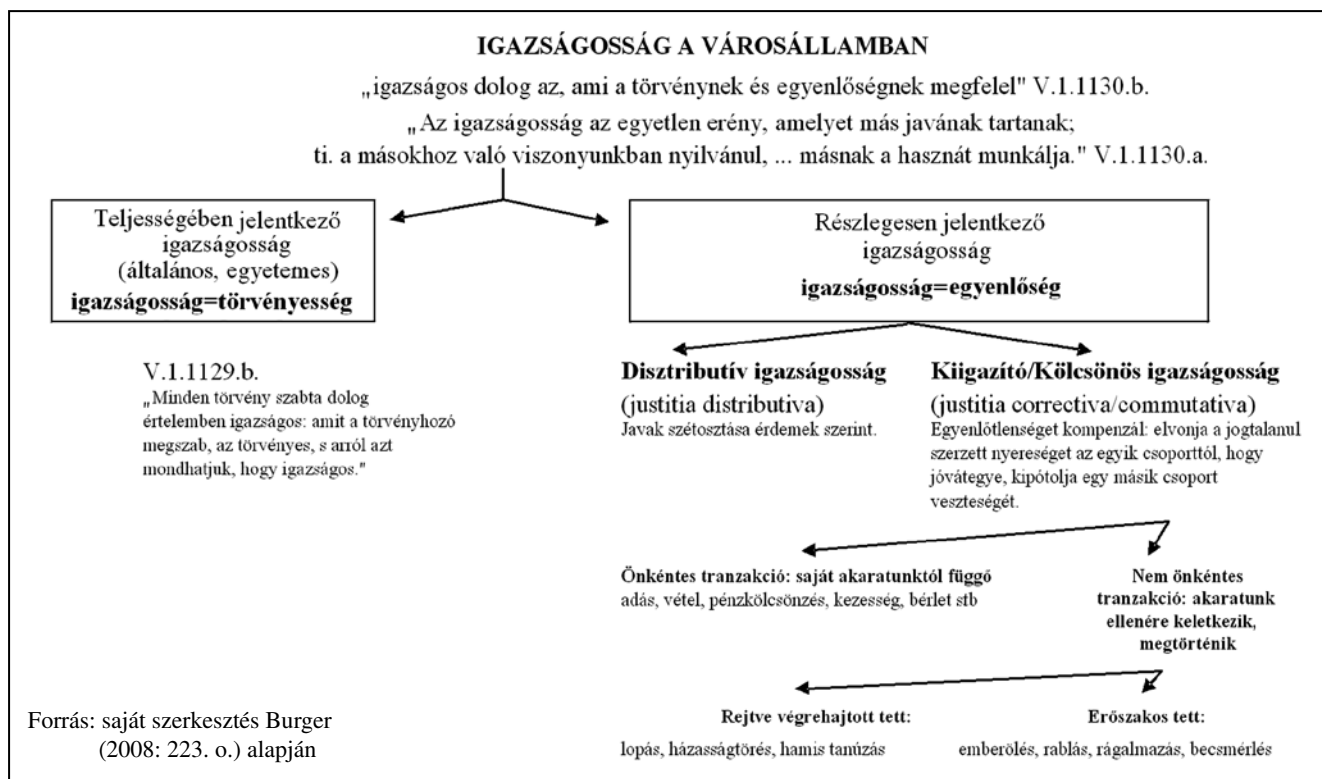 IGAZSÁGOSSÁG A VÁROSÁLLAMBAN
„igazságos dolog az, ami a törvénynek és egyenlőségnek megfelel" V.1.1130.b.
„Az igazságosság az egyetlen erény, amelyet más javának tartanak;
ti. a másokhoz való viszonyunkban nyilvánul, ... másnak a hasznát munkálja." V.1.1130.a.
Teljességében jelentkező
igazságosság
(általános, egyetemes)
igazságosság=törvényesség
V.1.1129.b.
„Minden törvény szabta dolog
értelemben igazságos: amit a törvényhozó
megszab, az törvényes, s arról azt
mondhatjuk, hogy igazságos."
Részlegesen jelentkező
igazságosság
igazságosság=egyenlőség
Disztributív igazságosság
(justitia distributiva)
Javak szétosztása érdemek szerint.
Kiigazító/Kölcsönös igazságosság
(justitia correctiva/commutativa)
Egyenlőtlenséget kompenzál: elvonja a jogtalanul
szerzett nyereséget az egyik csoporttól, hogy
jóvátegye, kipótolja egy másik csoport
veszteségét.
Önkéntes tranzakció: saját akaratunktól függő
adás, vétel, pénzkölcsönzés, kezesség, bérlet stb
Nem önkéntes
tranzakció: akaratunk
ellenére keletkezik,
megtörténik
Rejtve végrehajtott tett:
lopás, házasságtörés, hamis tanúzás
Erőszakos tett:
emberölés, rablás, rágalmazás, becsmérlés
Forrás: saját szerkesztés Burger
(2008: 223. o.) alapján